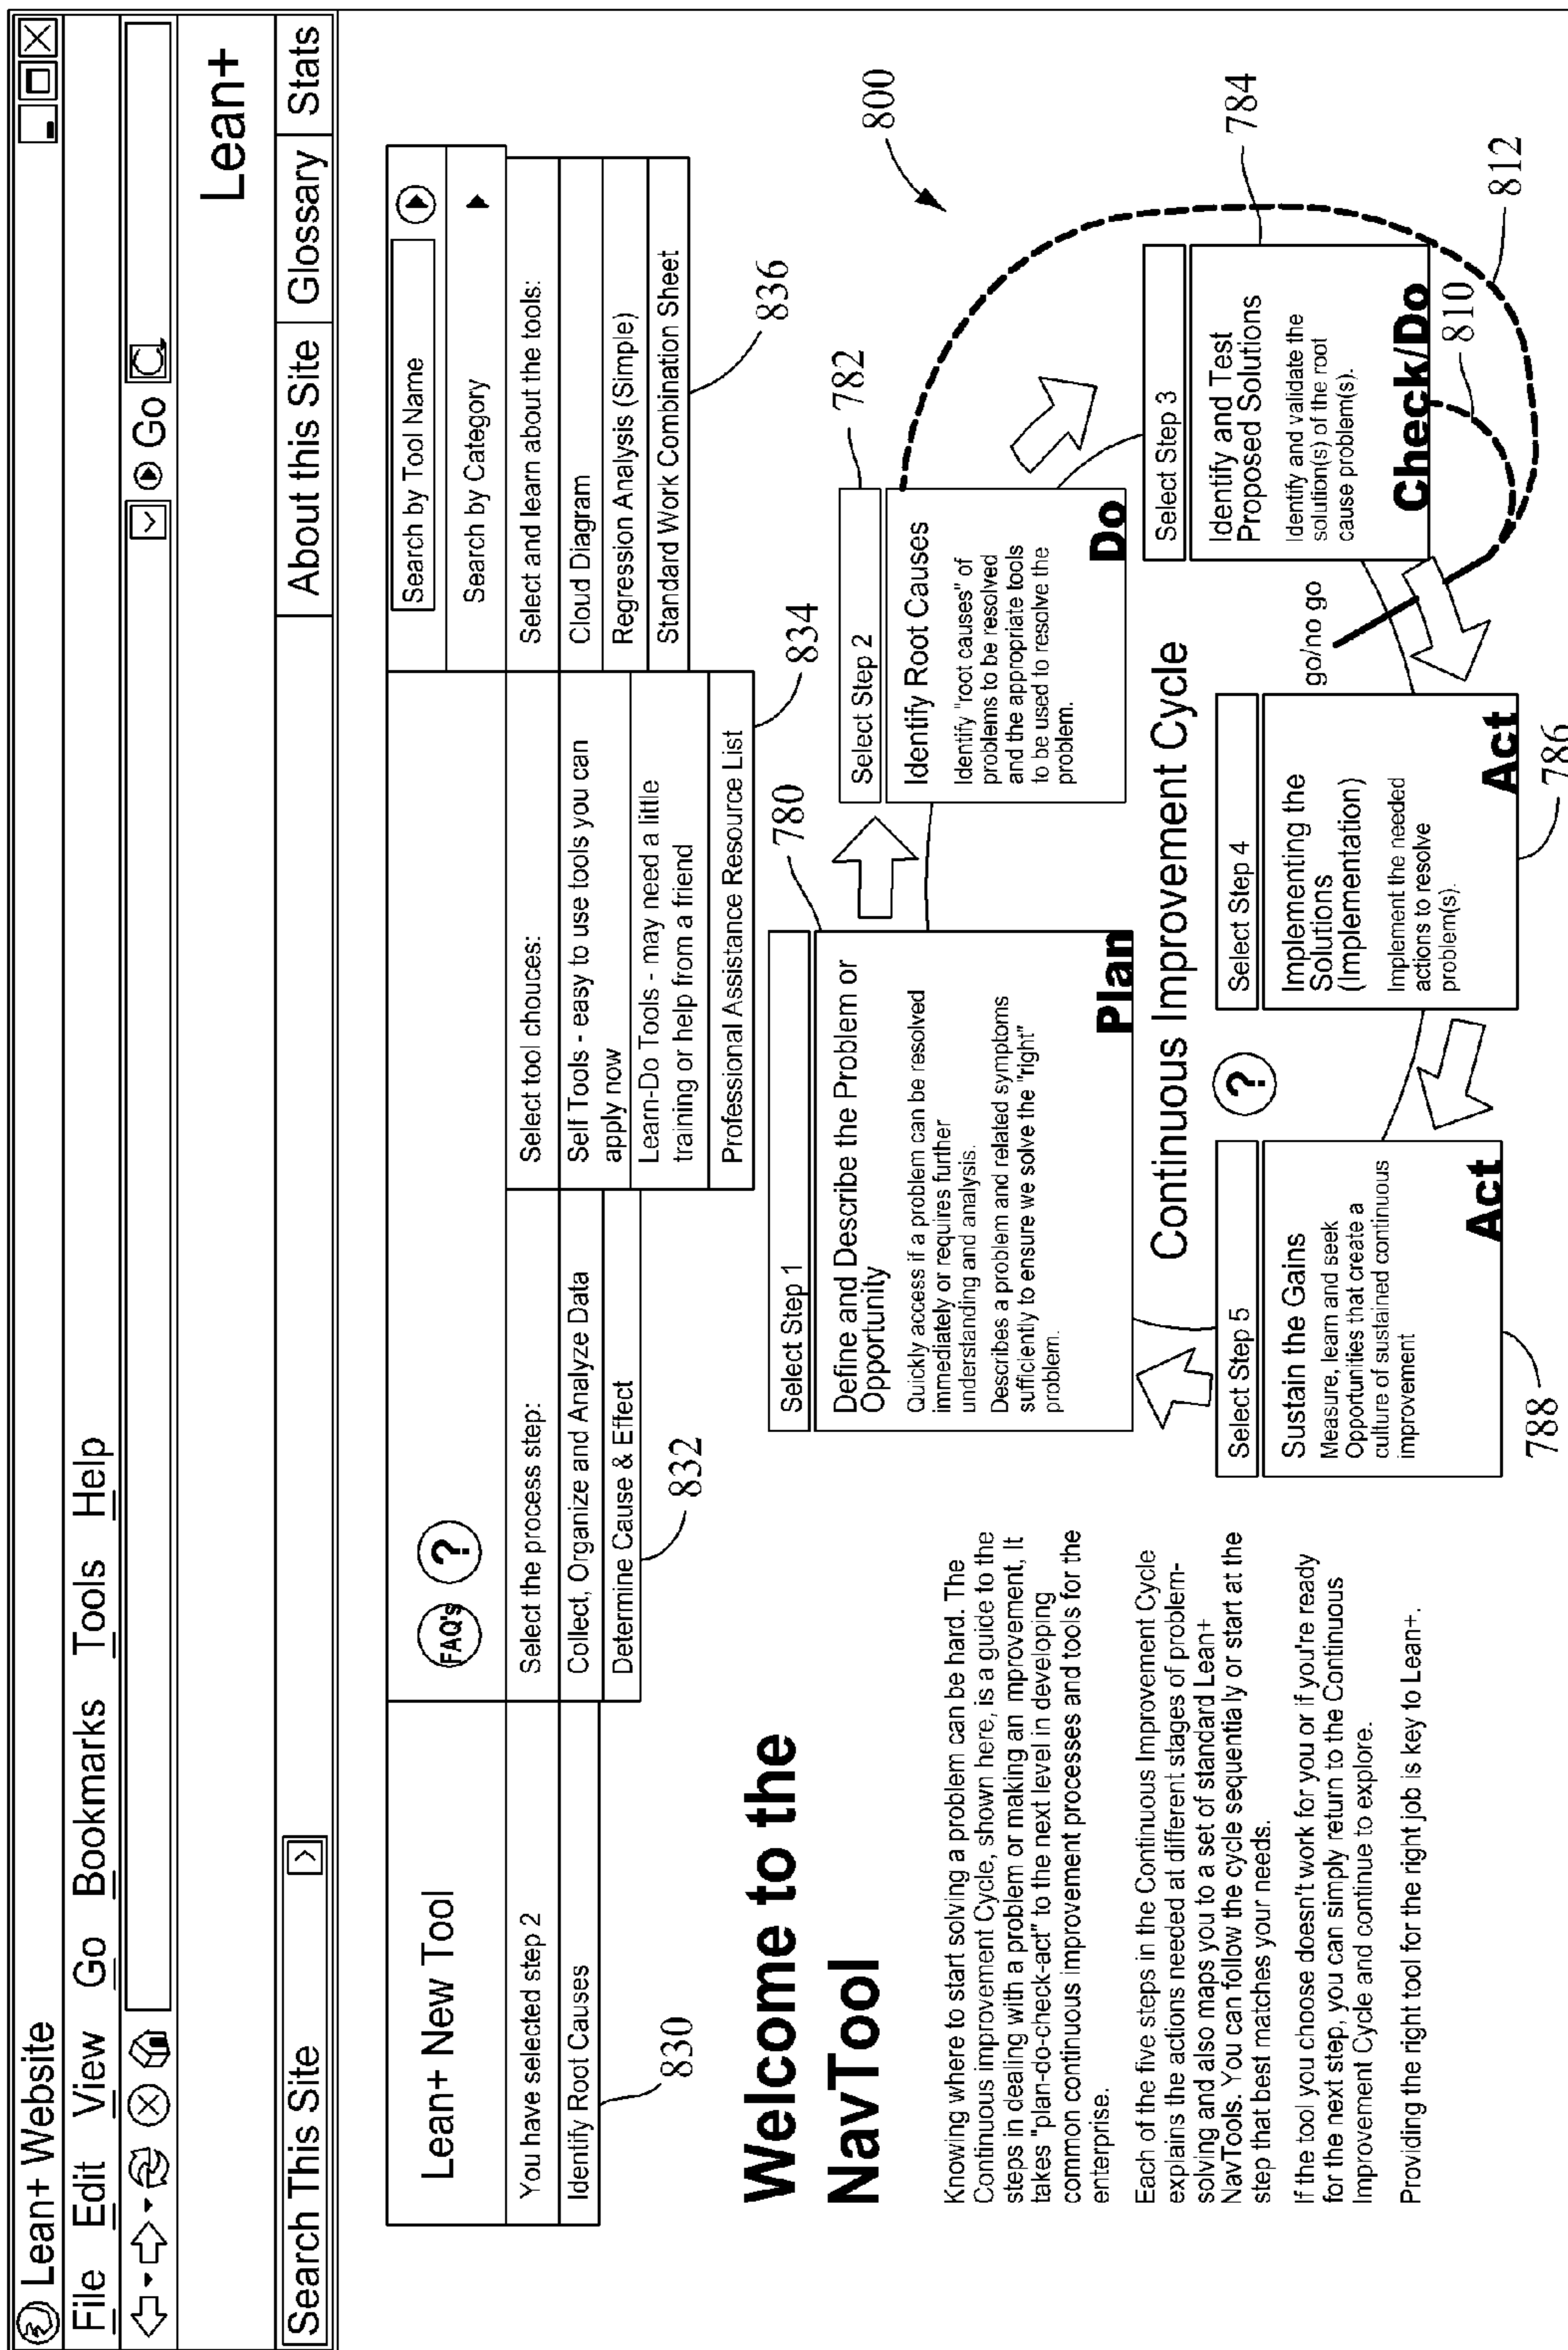 Lean+ Website
File Edit View Go Bookmarks Tools Help
Go
Lean+
Search This Site
About this Site
Glossary
Stats
Lean+ New Tool
FAQ's
?
Search by Tool Name
Search by Category
You have selected step 2
Identify Root Causes
830
Select the process step:
Collect, Organize and Analyze Data
Determine Cause & Effect
832
Select tool chouces:
Self Tools - easy to use tools you can
apply now
Learn-Do Tools - may need a little
training or help from a friend
Professional Assistance Resource List
834
Select and learn about the tools:
Cloud Diagram
Regression Analysis (Simple)
Standard Work Combination Sheet
836
Welcome to the
NavTool
Knowing where to start solving a problem can be hard. The
Continuous improvement Cycle, shown here, is a guide to the
steps in dealing with a problem or making an mprovement, It
takes "plan-do-check-act" to the next level in developing
common continuous improvement processes and tools for the
enterprise.
Each of the five steps in the Continuous Improvement Cycle
explains the actions needed at different stages of problem-
solving and also maps you to a set of standard Lean+
NavTools. You can follow the cycle sequentially or start at the
step that best matches your needs.
If the tool you choose doesn't work for you or if you're ready
for the next step, you can simply return to the Continuous
Improvement Cycle and continue to explore.
Providing the right tool for the right job is key to Lean+.
Select Step 1
780
Define and Describe the Problem or
Opportunity
Quickly access if a problem can be resolved
immediately or requires further
understanding and analysis.
Describes a problem and related symptoms
sufficiently to ensure we solve the "right"
problem.
Plan
Select Step 2
782
Identify Root Causes
Identify "root causes" of
problems to be resolved
and the appropriate tools
to be used to resolve the
problem.
Do
800
Select Step 3
784
Identify and Test
Proposed Solutions
Identify and validate the
solution(s) of the root
cause problem(s).
Check/Do
810
812
go/no go
Continuous Improvement Cycle
?
Select Step 4
Implementing the
Solutions
(Implementation)
Implement the needed
actions to resolve
problem(s).
Act
786
Select Step 5
Sustain the Gains
Measure, learn and seek
Opportunities that create a
culture of sustained continuous
improvement
Act
788